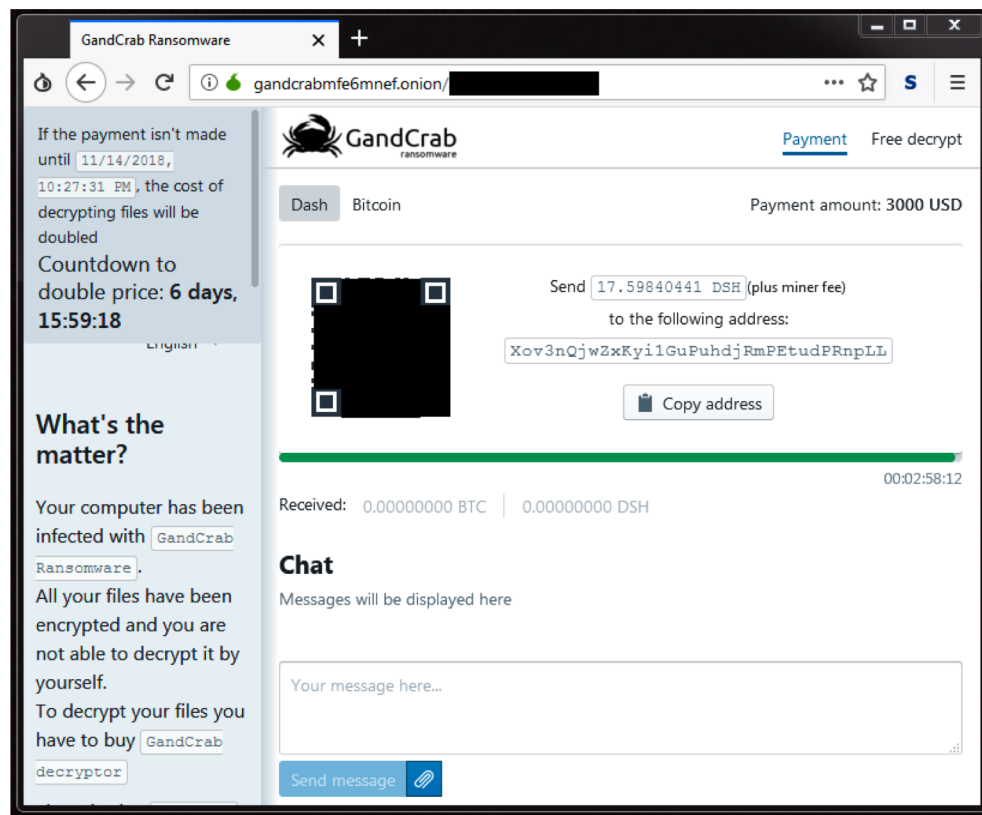 GandCrab Ransomware
gandcrabmfe6mnef.onion/
S
If the payment isn't made
until 11/14/2018,
10:27:31 PM, the cost of
decrypting files will be
doubled
Countdown to
double price: 6 days,
15:59:18
English
What's the
matter?
Your computer has been
infected with GandCrab
Ransomware.
All your files have been
encrypted and you are
not able to decrypt it by
yourself.
To decrypt your files you
have to buy GandCrab
decryptor
GandCrab
ransomware
Payment Free decrypt
Dash Bitcoin Payment amount: 3000 USD
Send 17.59840441 DSH (plus miner fee)
to the following address:
Xov3nQjwZxKyi1GuPuhdjRmPEtudPRnpLL
Copy address
00:02:58:12
Received: 0.00000000 BTC 0.00000000 DSH
Chat
Messages will be displayed here
Your message here...
Send message